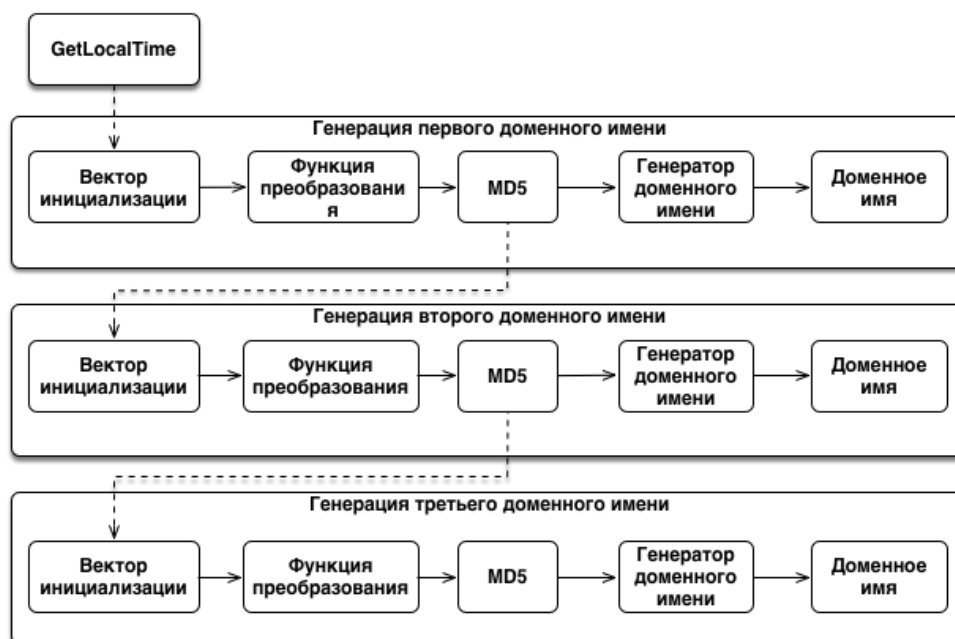 GetLocalTime
Генерация первого доменного имени
Вектор
инициализации
Функция
преобразовани
я
MD5
Генератор
доменного
имени
Доменное
имя
Генерация второго доменного имени
Вектор
инициализации
Функция
преобразования
MD5
Генератор
доменного
имени
Доменное
имя
Генерация третьего доменного имени
Вектор
инициализации
Функция
преобразования
MD5
Генератор
доменного
имени
Доменное
имя